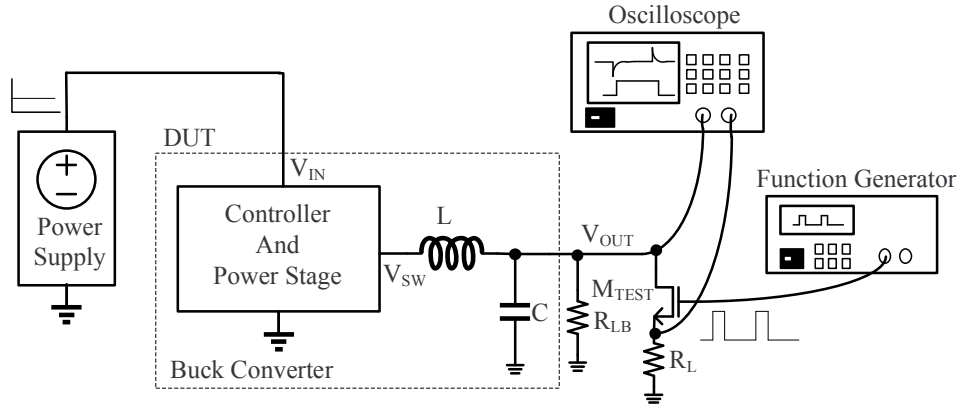 Oscilloscope
DUT
V_IN
Function Generator
Power
Supply
Controller
And
Power Stage
L
V_SW
V_OUT
M_TEST
C
R_LB
R_L
Buck Converter